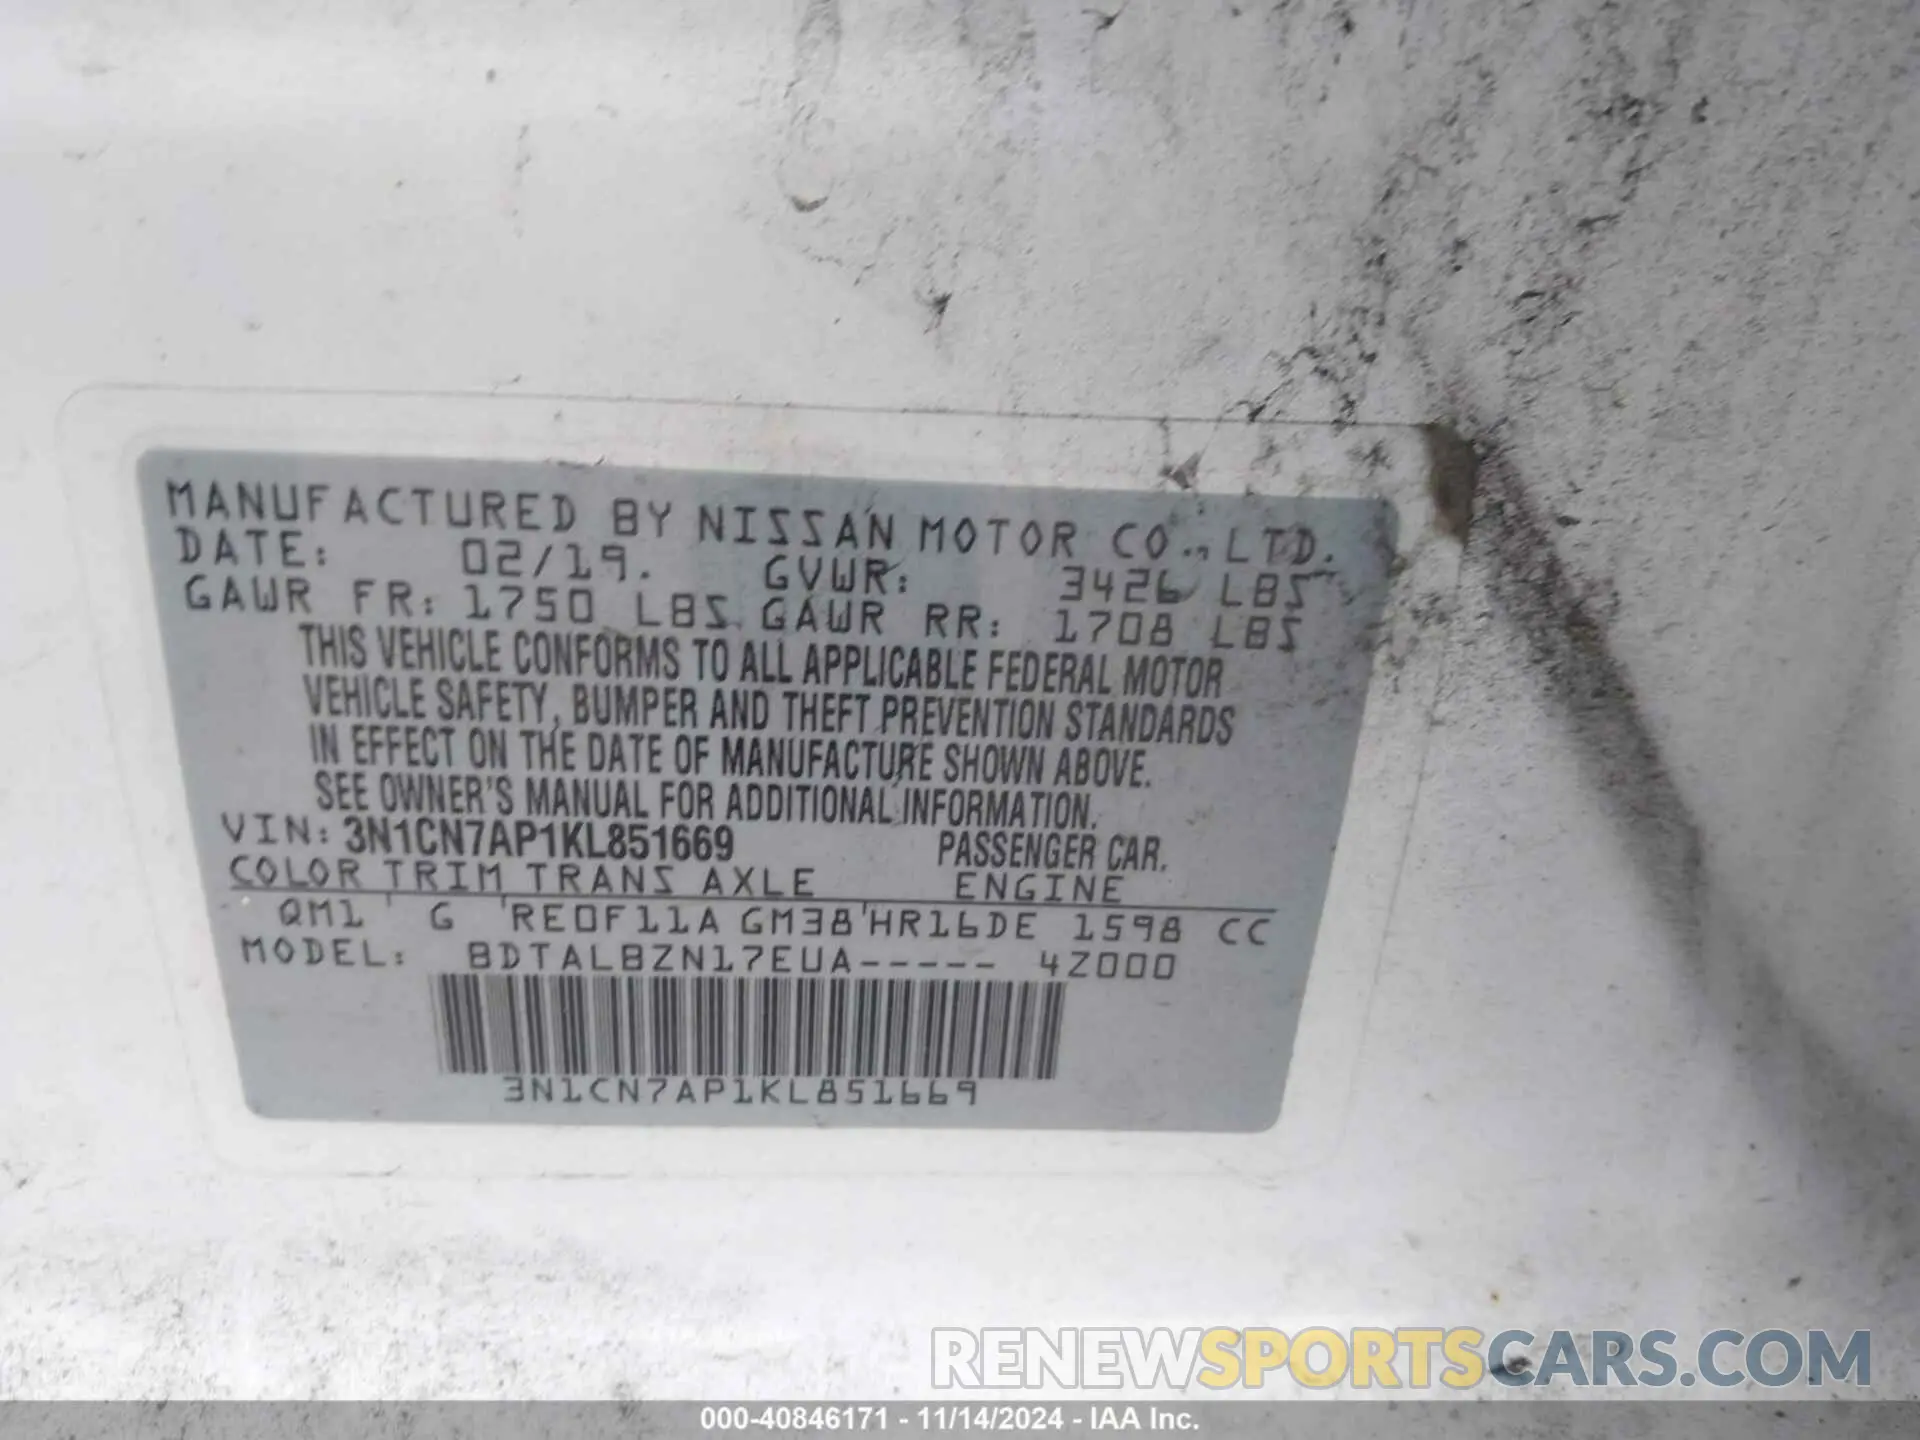 MANUFACTURED BY NISSAN MOTOR CO., LTD.
DATE: 02/19. GVWR: 3426 LBS
GAWR FR: 1750 LBS. GAWR RR: 1708 LBS
THIS VEHICLE CONFORMS TO ALL APPLICABLE FEDERAL MOTOR
VEHICLE SAFETY, BUMPER AND THEFT PREVENTION STANDARDS
IN EFFECT ON THE DATE OF MANUFACTURE SHOWN ABOVE.
SEE OWNER'S MANUAL FOR ADDITIONAL INFORMATION.
VIN: 3N1CN7AP1KL851669 PASSENGER CAR.
COLOR TRIM TRANS AXLE ENGINE
QM1 G RE0F11A GM38 HR16DE 1598 CC
MODEL: BDTALBZN17EUA----- 4Z000
3N1CN7AP1KL851669
RENEWSPORTSCARS.COM
000-40846171 - 11/14/2024 - IAA Inc.